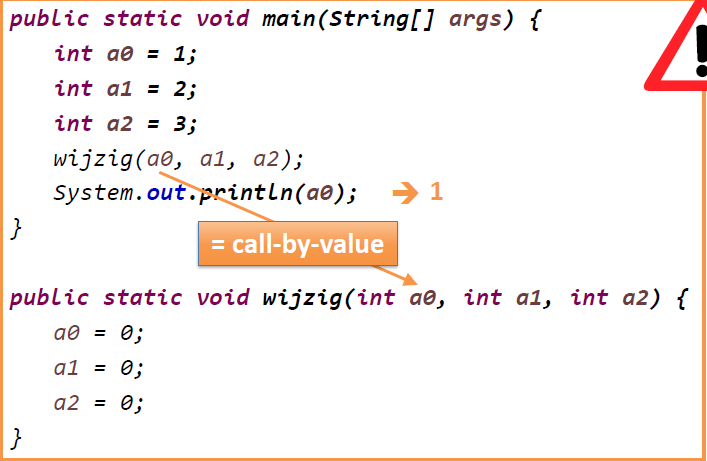 public static void main(String[] args) {
int a0 = 1;
int a1 = 2;
int a2 = 3;
wijzig(a0, a1, a2);
System.out.println(a0); ➔ 1
}
= call-by-value
public static void wijzig(int a0, int a1, int a2) {
a0 = 0;
a1 = 0;
a2 = 0;
}